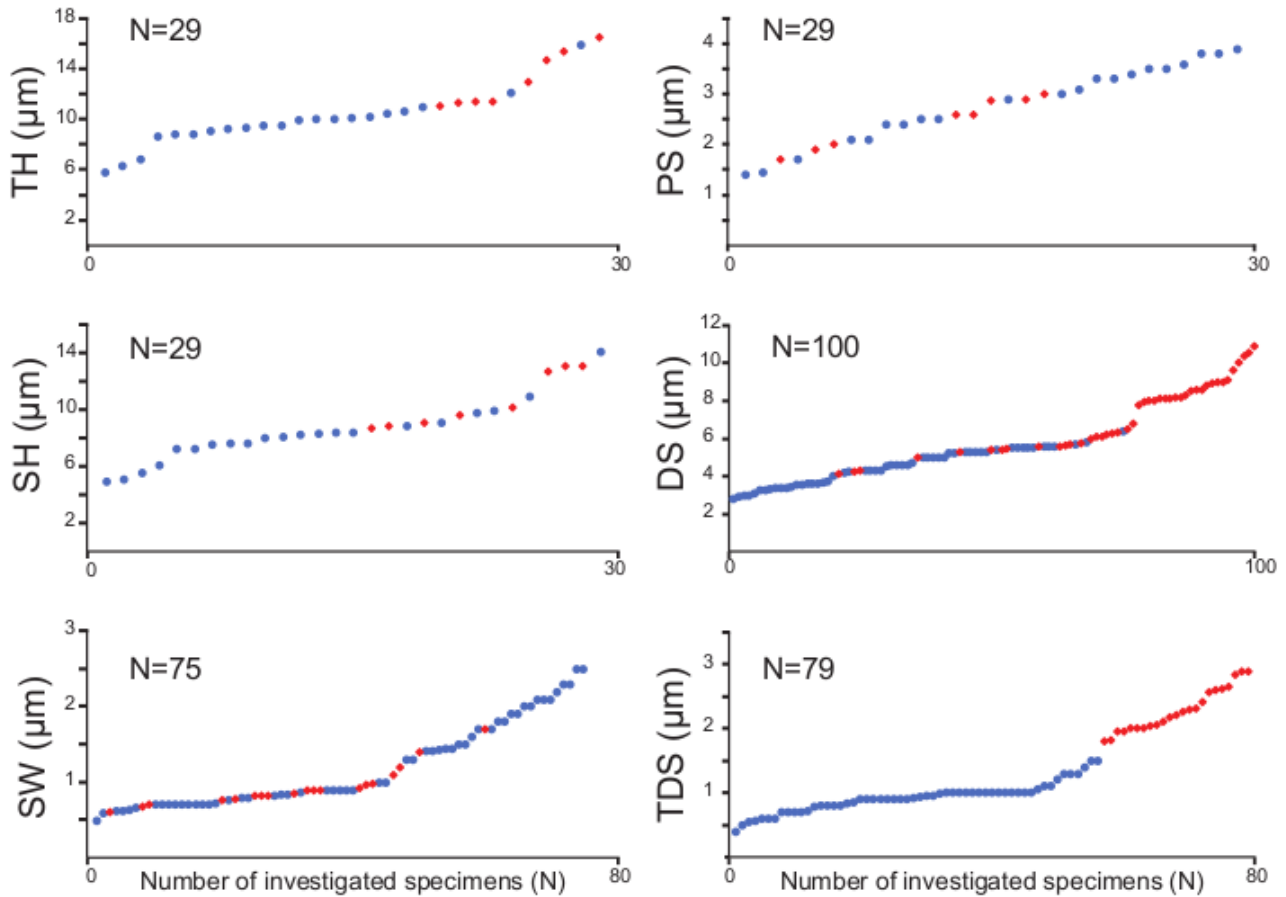 TH (µm)
N=29
18
14
10
6
2
0
30
PS (µm)
N=29
4
3
2
1
0
30
SH (µm)
N=29
14
10
6
2
0
30
DS (µm)
N=100
12
10
8
6
4
2
0
100
SW (µm)
N=75
3
2
1
0
Number of investigated specimens (N)
80
TDS (µm)
N=79
3
2
1
0
Number of investigated specimens (N)
80